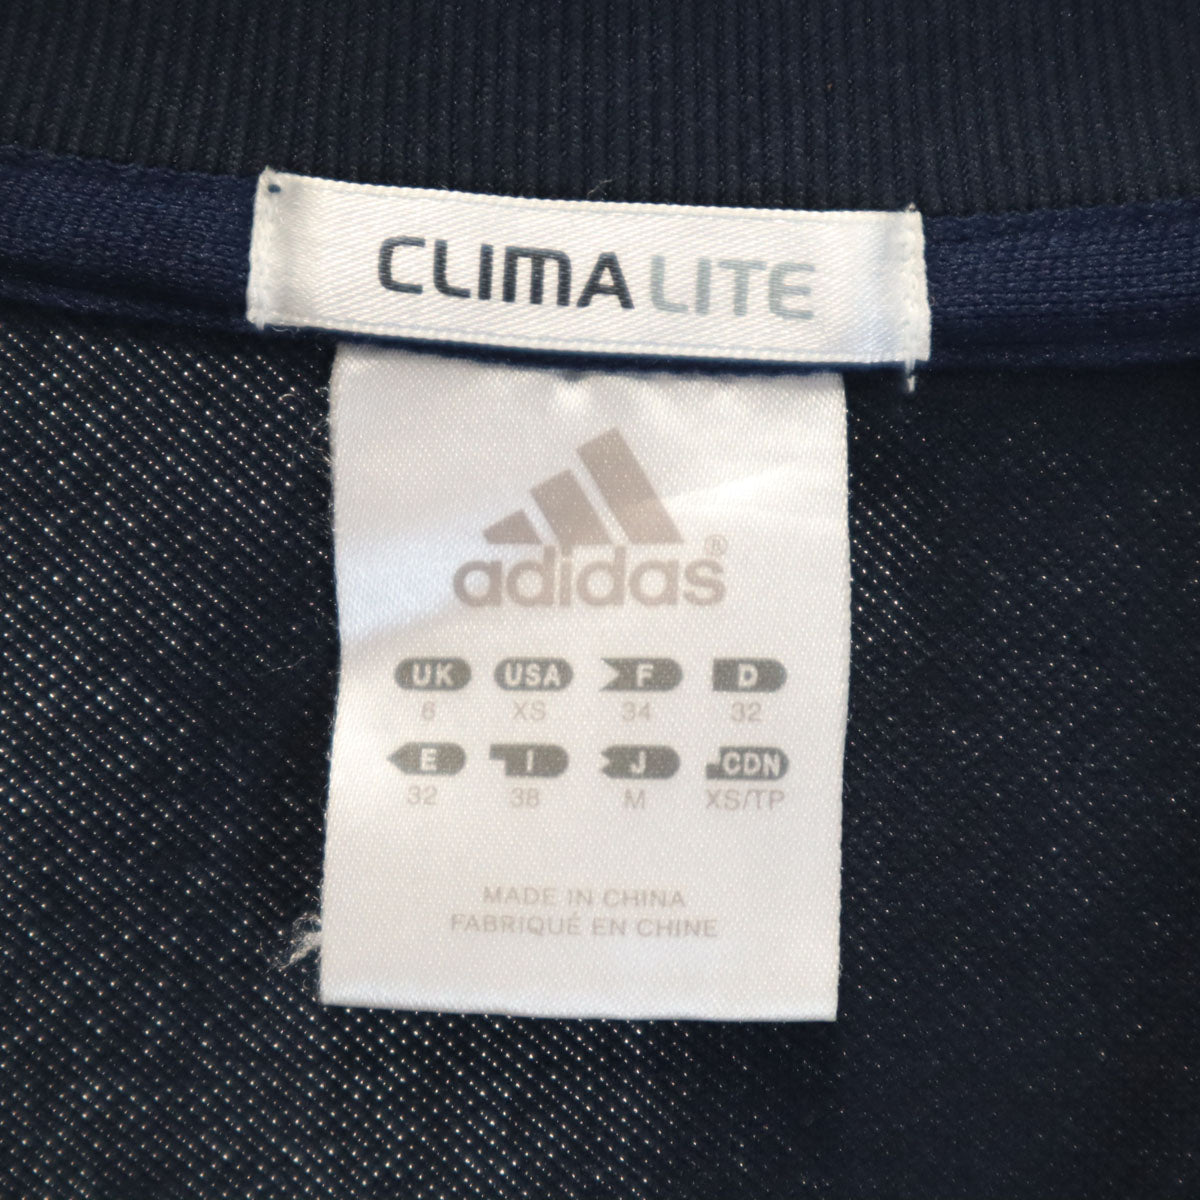 CLIMALITE
adidas®
UK USA F D
6 XS 34 32
E I J CDN
32 38 M XS/TP
MADE IN CHINA
FABRIQUÉ EN CHINE